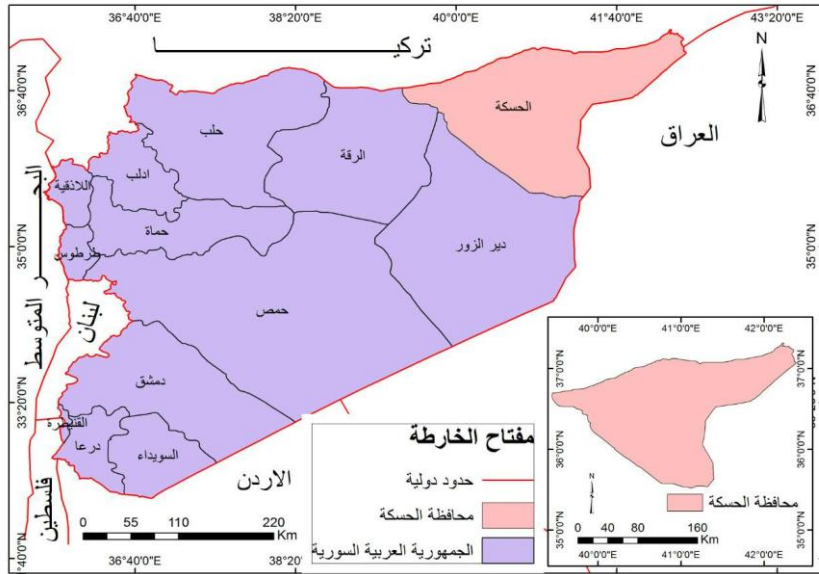 36°40'0"E 38°20'0"E 40°0'0"E 41°40'0"E 43°20'0"E
تركيا
N
36°40'0"N
36°40'0"N
الحسكة
العراق
حلب
الرقة
ادلب
اللاذقية
حماة
دير الزور
35°0'0"N
35°0'0"N
طرطوس
حمص
البحر المتوسط
لبنان
دمشق
33°20'0"N
القنيطرة
درعا
السويداء
الاردن
فلسطين
0 55 110 220
Km
40'0"N
36°40'0"E 38°20'0"E
مفتاح الخارطة
حدود دولية
محافظة الحسكة
الجمهورية العربية السورية
40°0'0"E 41°0'0"E 42°0'0"E
37°0'0"N
37°0'0"N
36°0'0"N
36°0'0"N
35°0'0"N
35°0'0"N
N
محافظة الحسكة
0 40 80 160
Km
40°0'0"E 41°0'0"E 42°0'0"E